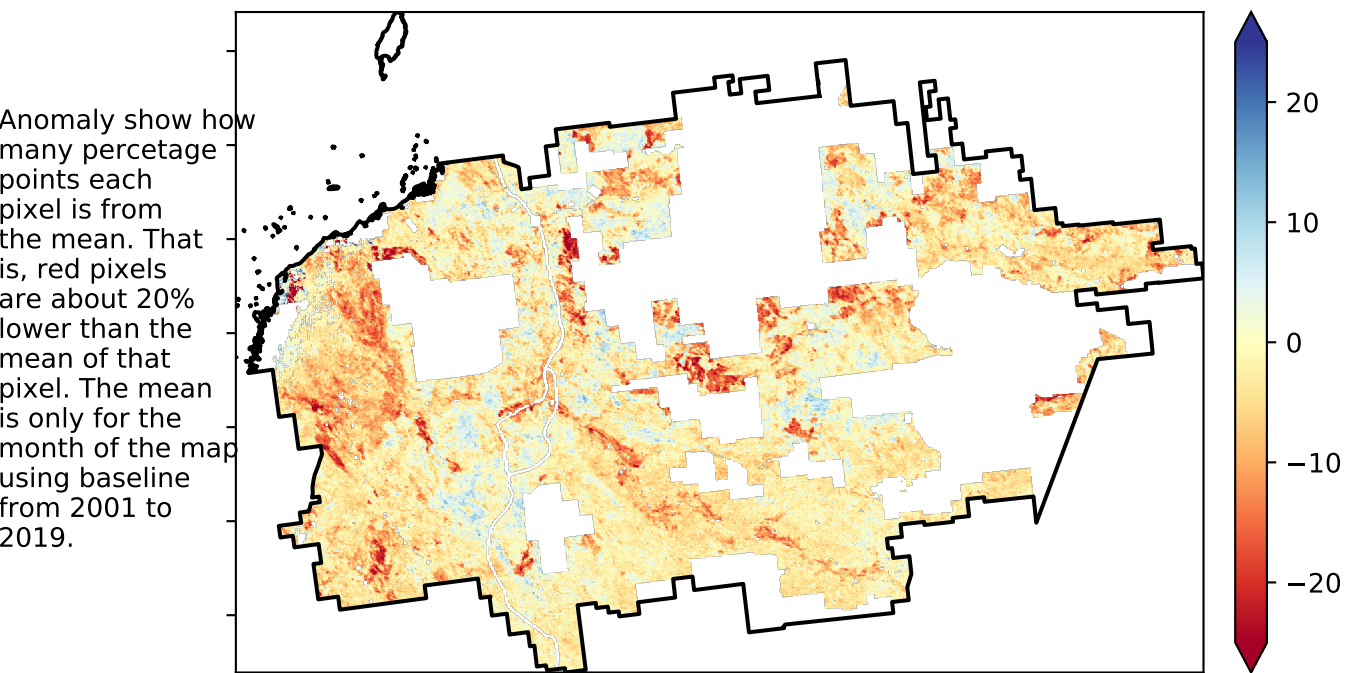 Anomaly show how
many percetage
points each
pixel is from
the mean. That
is, red pixels
are about 20%
lower than the
mean of that
pixel. The mean
is only for the
month of the map
using baseline
from 2001 to
2019.
20
10
0
−10
−20